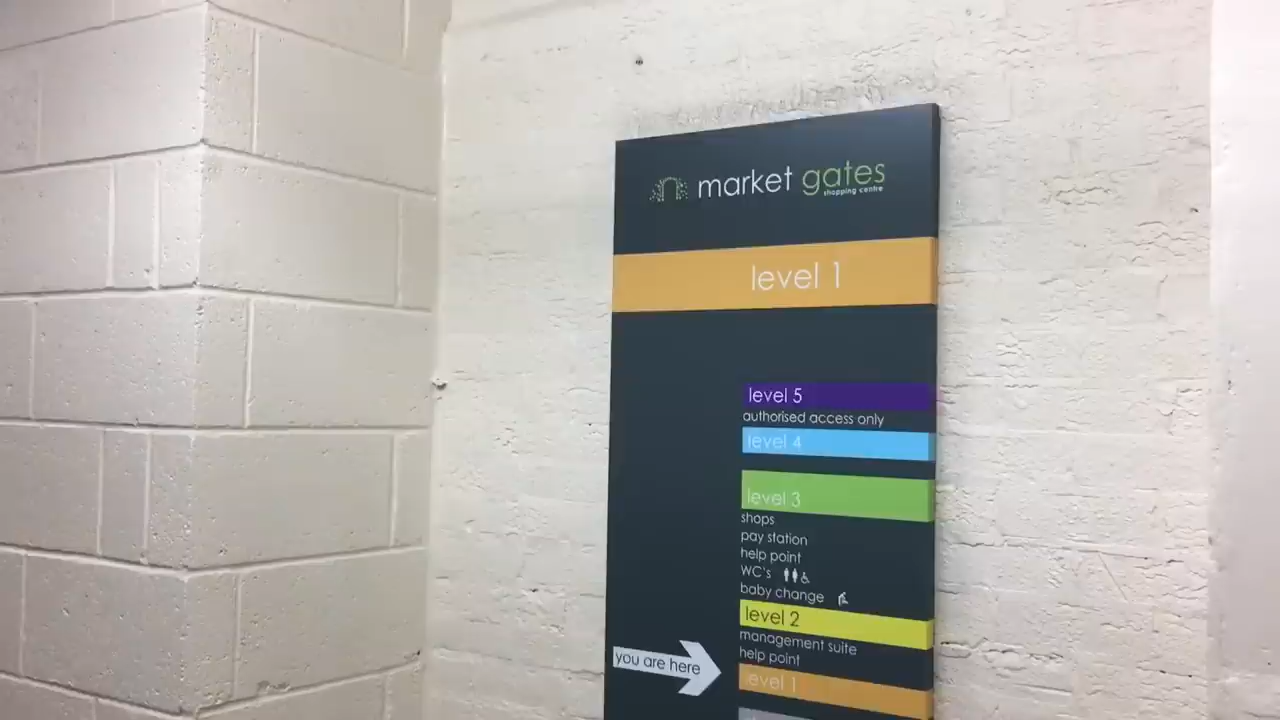 market gates
shopping centre
level 1
level 5
authorised access only
level 4
level 3
shops
pay station
help point
WC's
baby change
level 2
management suite
help point
you are here
level 1